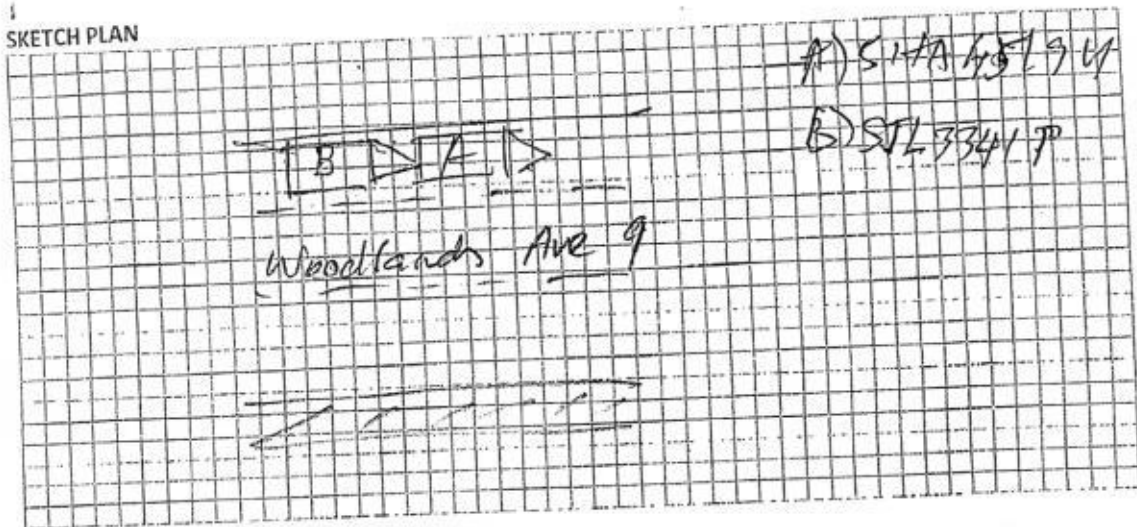 SKETCH PLAN
A) SHA 4519 U
B) SJL 3341 P
B A
Woodlands Ave 9